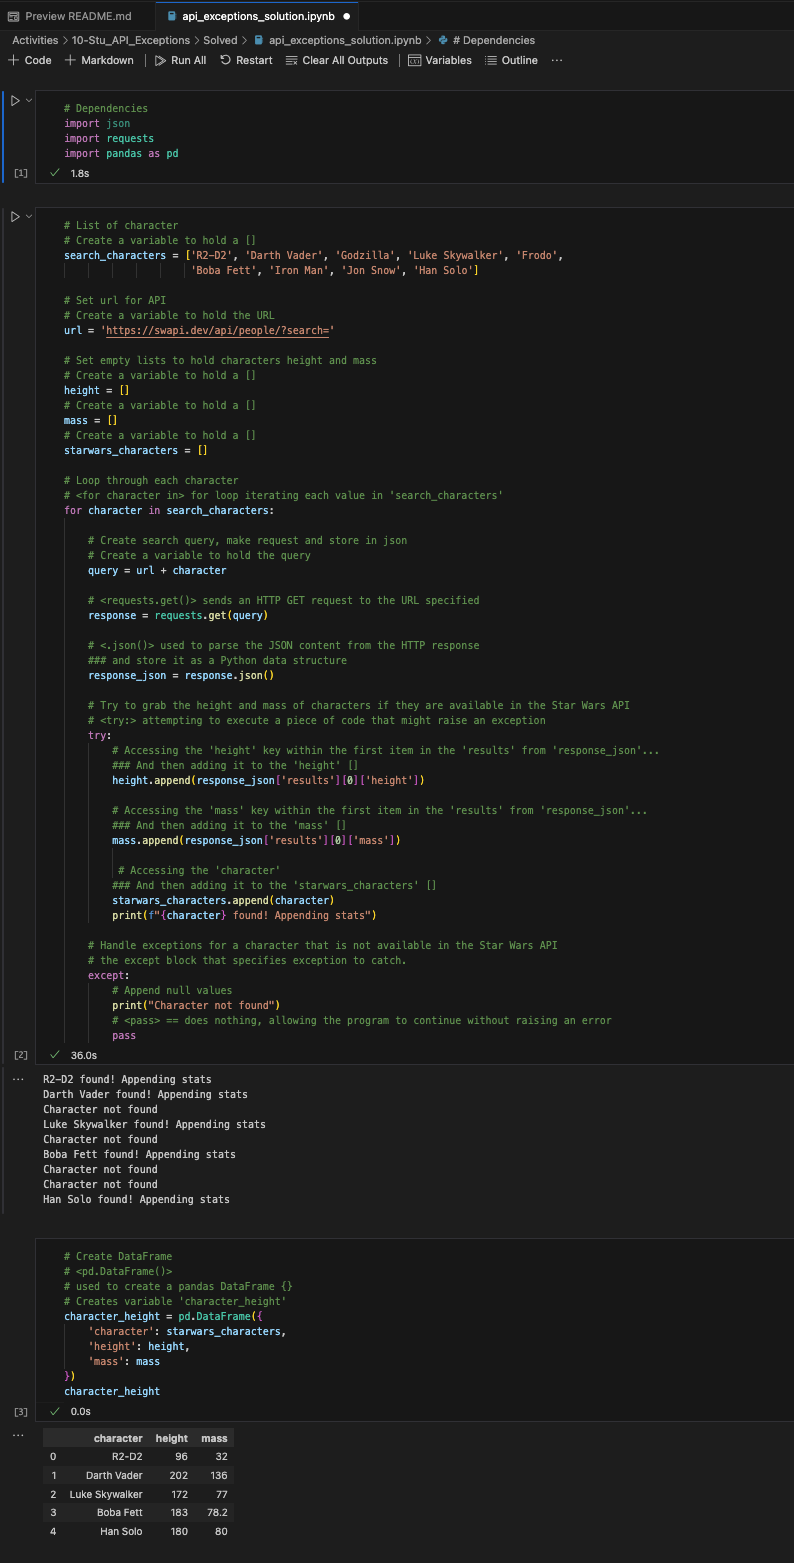 Preview README.md
api_exceptions_solution.ipynb
Activities > 10-Stu_API_Exceptions > Solved > api_exceptions_solution.ipynb > # Dependencies
+ Code + Markdown | Run All Restart Clear All Outputs | Variables Outline ...
# Dependencies
import json
import requests
import pandas as pd
[1] ✓ 1.8s
# List of character
# Create a variable to hold a []
search_characters = ['R2-D2', 'Darth Vader', 'Godzilla', 'Luke Skywalker', 'Frodo',
'Boba Fett', 'Iron Man', 'Jon Snow', 'Han Solo']
# Set url for API
# Create a variable to hold the URL
url = 'https://swapi.dev/api/people/?search='
# Set empty lists to hold characters height and mass
# Create a variable to hold a []
height = []
# Create a variable to hold a []
mass = []
# Create a variable to hold a []
starwars_characters = []
# Loop through each character
# <for character in> for loop iterating each value in 'search_characters'
for character in search_characters:
# Create search query, make request and store in json
# Create a variable to hold the query
query = url + character
# <requests.get()> sends an HTTP GET request to the URL specified
response = requests.get(query)
# <.json()> used to parse the JSON content from the HTTP response
### and store it as a Python data structure
response_json = response.json()
# Try to grab the height and mass of characters if they are available in the Star Wars API
# <try:> attempting to execute a piece of code that might raise an exception
try:
# Accessing the 'height' key within the first item in the 'results' from 'response_json'...
### And then adding it to the 'height' []
height.append(response_json['results'][0]['height'])
# Accessing the 'mass' key within the first item in the 'results' from 'response_json'...
### And then adding it to the 'mass' []
mass.append(response_json['results'][0]['mass'])
# Accessing the 'character'
### And then adding it to the 'starwars_characters' []
starwars_characters.append(character)
print(f"{character} found! Appending stats")
# Handle exceptions for a character that is not available in the Star Wars API
# the except block that specifies exception to catch.
except:
# Append null values
print("Character not found")
# <pass> == does nothing, allowing the program to continue without raising an error
pass
[2] ✓ 36.0s
... R2-D2 found! Appending stats
Darth Vader found! Appending stats
Character not found
Luke Skywalker found! Appending stats
Character not found
Boba Fett found! Appending stats
Character not found
Character not found
Han Solo found! Appending stats
# Create DataFrame
# <pd.DataFrame()>
# used to create a pandas DataFrame {}
# Creates variable 'character_height'
character_height = pd.DataFrame({
'character': starwars_characters,
'height': height,
'mass': mass
})
character_height
[3] ✓ 0.0s
... character height mass
0 R2-D2 96 32
1 Darth Vader 202 136
2 Luke Skywalker 172 77
3 Boba Fett 183 78.2
4 Han Solo 180 80